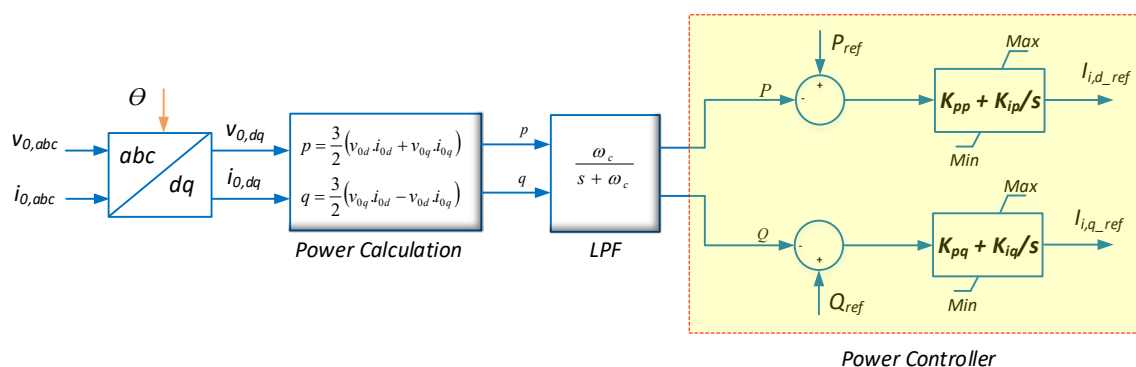 Θ
v0,abc
i0,abc
abc
dq
v0,dq
i0,dq
p = 3/2 (v0d.i0d + v0q.i0q)
q = 3/2 (v0q.i0d − v0d.i0q)
Power Calculation
p
q
ωc
s + ωc
LPF
Pref
P
-
+
Max
Kpp + Kip/s
Min
Ii,d_ref
Q
-
+
Qref
Max
Kpq + Kiq/s
Min
Ii,q_ref
Power Controller